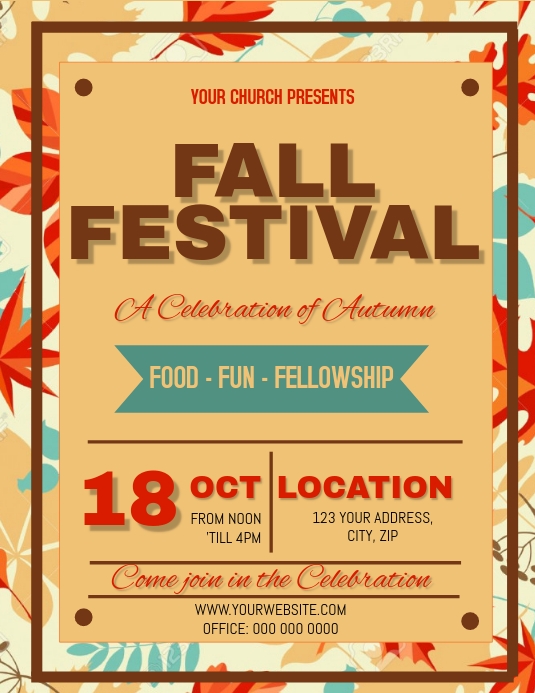 YOUR CHURCH PRESENTS
FALL
FESTIVAL
A Celebration of Autumn
FOOD - FUN - FELLOWSHIP
18 OCT
FROM NOON
'TILL 4PM
LOCATION
123 YOUR ADDRESS,
CITY, ZIP
Come join in the Celebration
WWW.YOURWEBSITE.COM
OFFICE: 000 000 0000